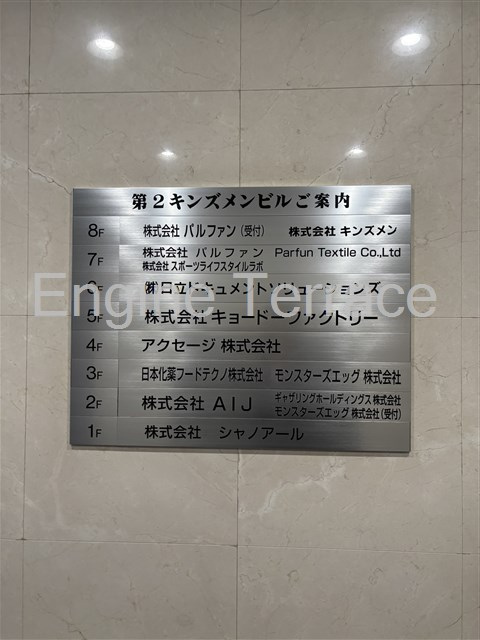 第2キンズメンビルご案内
8F 株式会社 パルファン(受付) 株式会社 キンズメン
7F 株式会社 パルファン Parfun Textile Co.,Ltd
株式会社 スポーツライフスタイルラボ
6F ㈱日立ドキュメントソリューションズ
5F 株式会社 キョードーファクトリー
4F アクセージ 株式会社
3F 日本化薬フードテクノ株式会社 モンスターズエッグ 株式会社
2F 株式会社 AIJ ギャザリングホールディングス 株式会社
モンスターズエッグ 株式会社(受付)
1F 株式会社 シャノアール
Engine Terrace